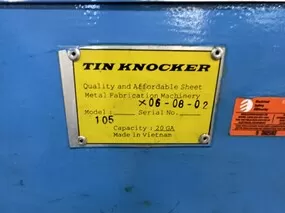 TIN KNOCKER
Quality and Affordable Sheet
Metal Fabrication Machinery
X06-08-02
Model: Serial No.
105
Capacity: 20 GA
Made in Vietnam